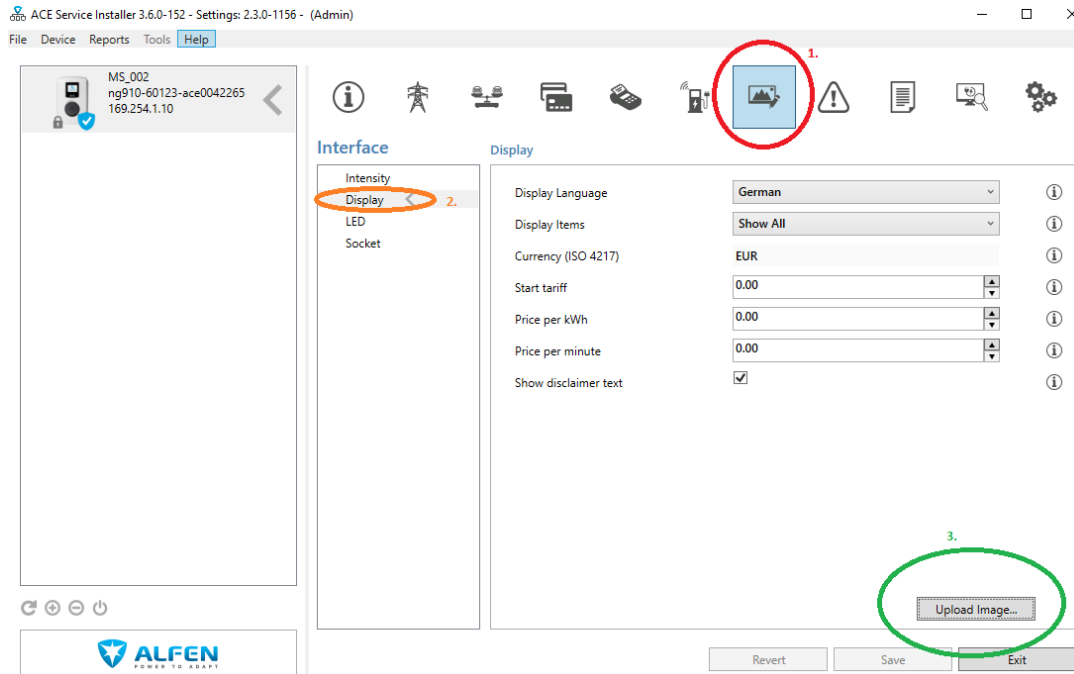 ACE Service Installer 3.6.0-152 - Settings: 2.3.0-1156 - (Admin)
File Device Reports Tools Help
1.
MS_002
ng910-60123-ace0042265
169.254.1.10
Interface
Display
Intensity
Display
2.
LED
Socket
Display Language
German
Display Items
Show All
Currency (ISO 4217)
EUR
Start tariff
0.00
Price per kWh
0.00
Price per minute
0.00
Show disclaimer text
3.
Upload Image...
ALFEN
POWER TO ADAPT
Revert
Save
Exit